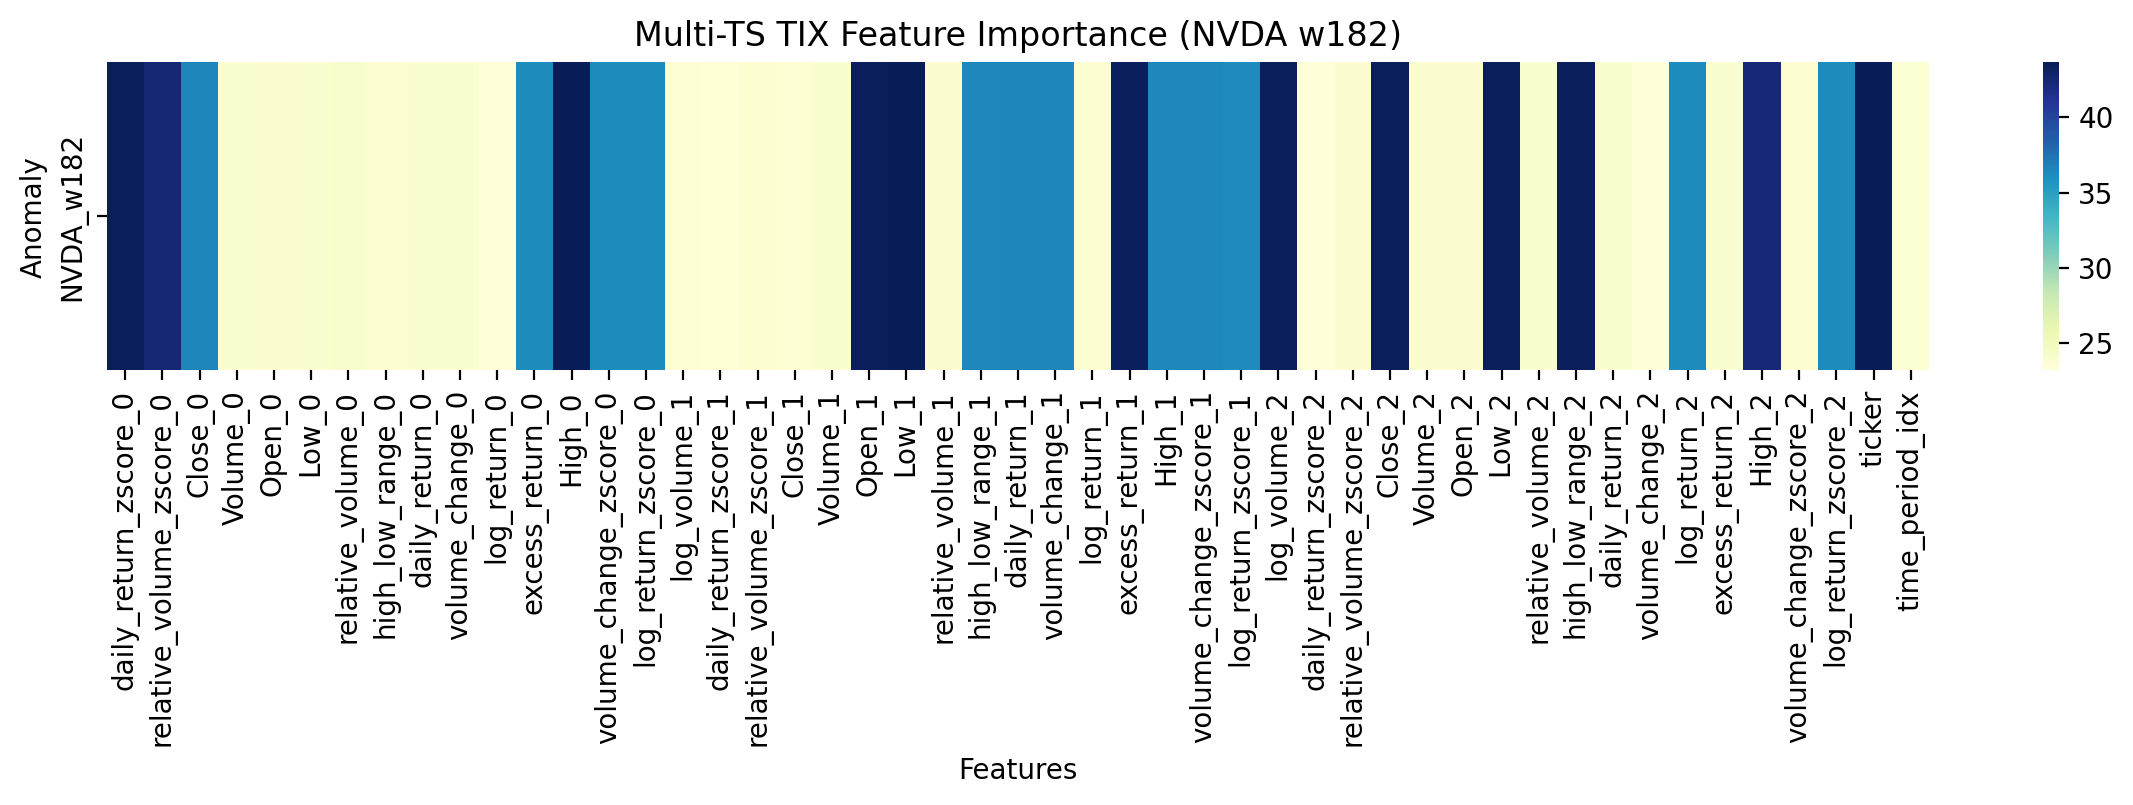 Multi-TS TIX Feature Importance (NVDA w182)
Anomaly
NVDA_w182
40
35
30
25
daily_return_zscore_0
relative_volume_zscore_0
Close_0
Volume_0
Open_0
Low_0
relative_volume_0
high_low_range_0
daily_return_0
volume_change_0
log_return_0
excess_return_0
High_0
volume_change_zscore_0
log_return_zscore_0
log_volume_1
daily_return_zscore_1
relative_volume_zscore_1
Close_1
Volume_1
Open_1
Low_1
relative_volume_1
high_low_range_1
daily_return_1
volume_change_1
log_return_1
excess_return_1
High_1
volume_change_zscore_1
log_return_zscore_1
log_volume_2
daily_return_zscore_2
relative_volume_zscore_2
Close_2
Volume_2
Open_2
Low_2
relative_volume_2
high_low_range_2
daily_return_2
volume_change_2
log_return_2
excess_return_2
High_2
volume_change_zscore_2
log_return_zscore_2
ticker
time_period_idx
Features